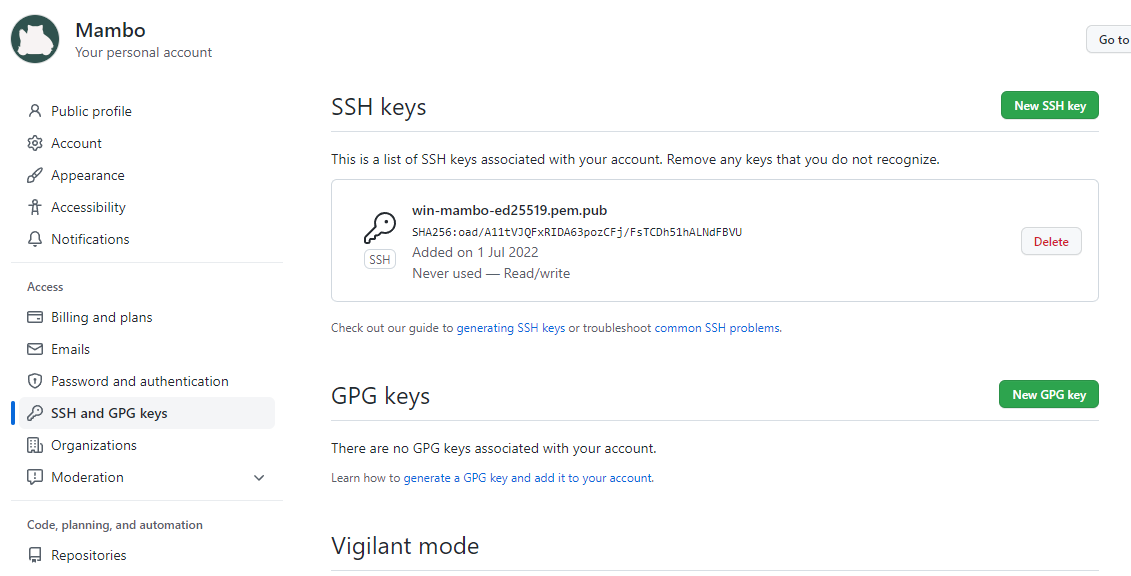 Mambo
Your personal account
Go to
Public profile
Account
Appearance
Accessibility
Notifications
Access
Billing and plans
Emails
Password and authentication
SSH and GPG keys
Organizations
Moderation
Code, planning, and automation
Repositories
SSH keys
New SSH key
This is a list of SSH keys associated with your account. Remove any keys that you do not recognize.
win-mambo-ed25519.pem.pub
SHA256:oad/A11tVJQFxRIDA63pozCFj/FsTCDh51hALNdFBVU
SSH
Added on 1 Jul 2022
Never used — Read/write
Delete
Check out our guide to generating SSH keys or troubleshoot common SSH problems.
GPG keys
New GPG key
There are no GPG keys associated with your account.
Learn how to generate a GPG key and add it to your account.
Vigilant mode